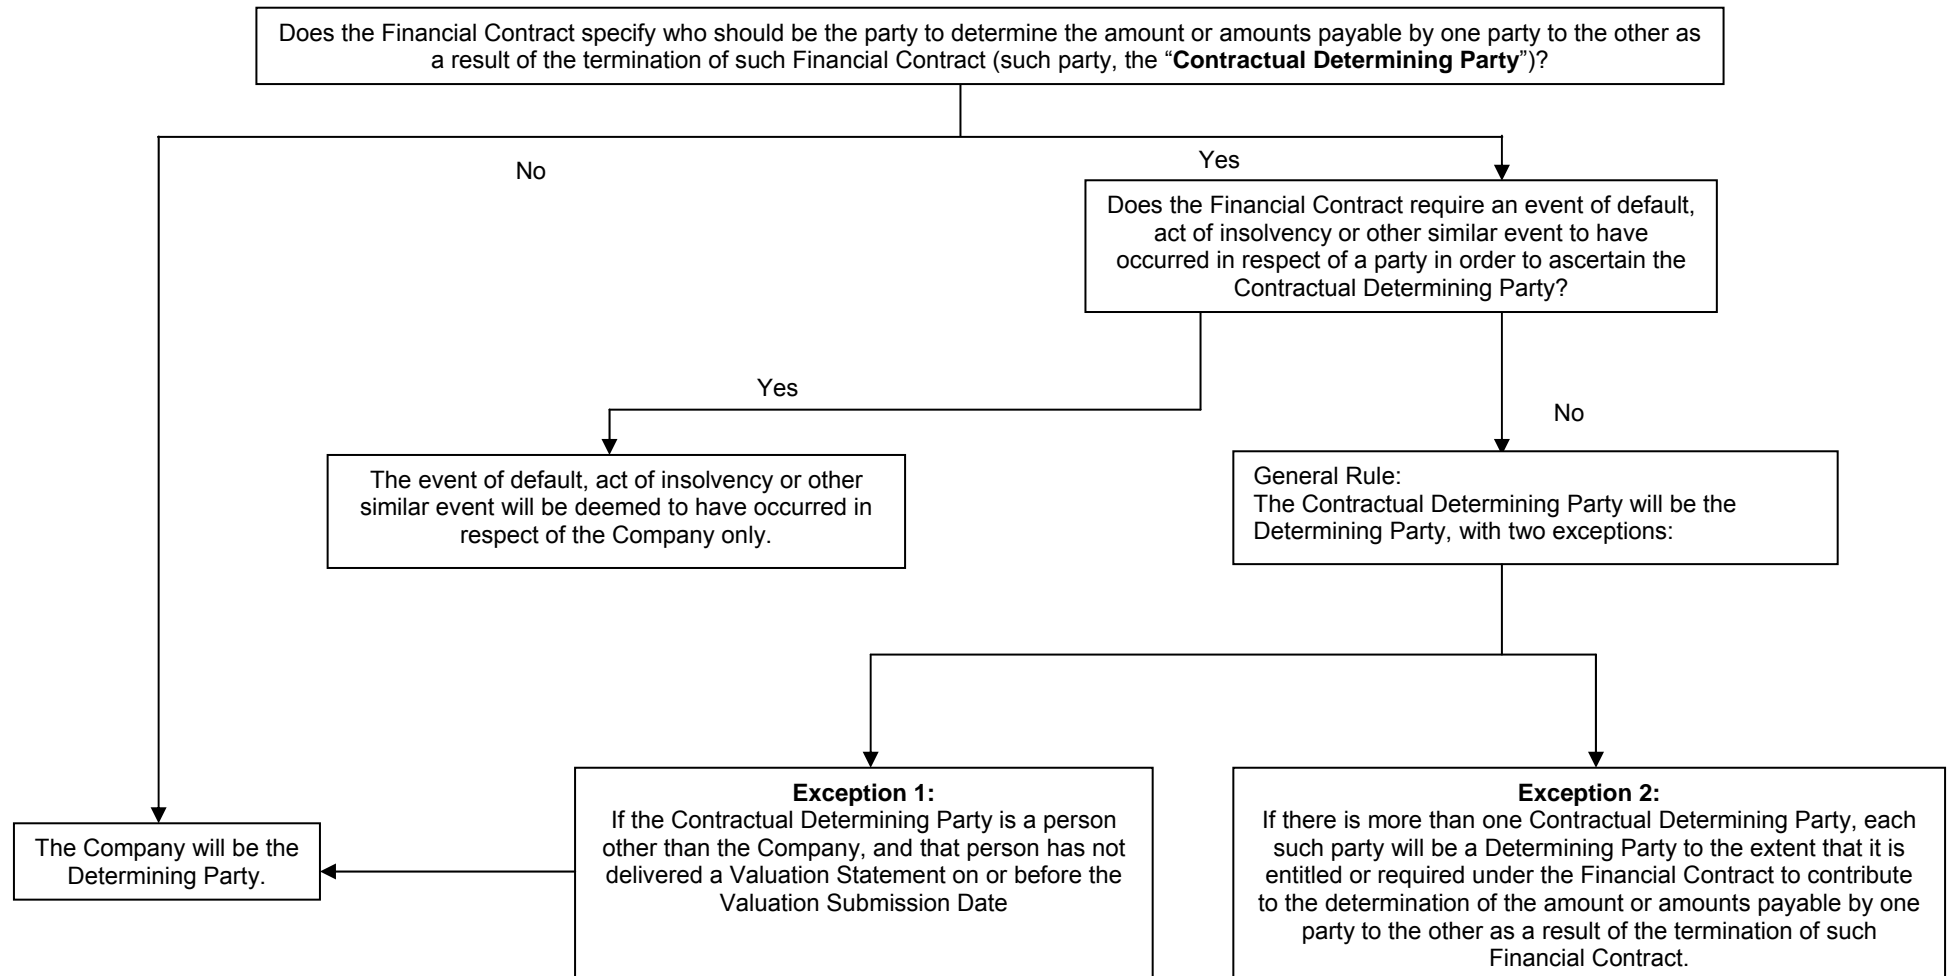 Does the Financial Contract specify who should be the party to determine the amount or amounts payable by one party to the other as
a result of the termination of such Financial Contract (such party, the “Contractual Determining Party”)?
No
Yes
Does the Financial Contract require an event of default,
act of insolvency or other similar event to have
occurred in respect of a party in order to ascertain the
Contractual Determining Party?
Yes
No
The event of default, act of insolvency or other
similar event will be deemed to have occurred in
respect of the Company only.
General Rule:
The Contractual Determining Party will be the
Determining Party, with two exceptions:
The Company will be the
Determining Party.
Exception 1:
If the Contractual Determining Party is a person
other than the Company, and that person has not
delivered a Valuation Statement on or before the
Valuation Submission Date
Exception 2:
If there is more than one Contractual Determining Party, each
such party will be a Determining Party to the extent that it is
entitled or required under the Financial Contract to contribute
to the determination of the amount or amounts payable by one
party to the other as a result of the termination of such
Financial Contract.